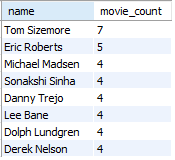 name movie_count
Tom Sizemore 7
Eric Roberts 5
Michael Madsen 4
Sonakshi Sinha 4
Danny Trejo 4
Lee Bane 4
Dolph Lundgren 4
Derek Nelson 4